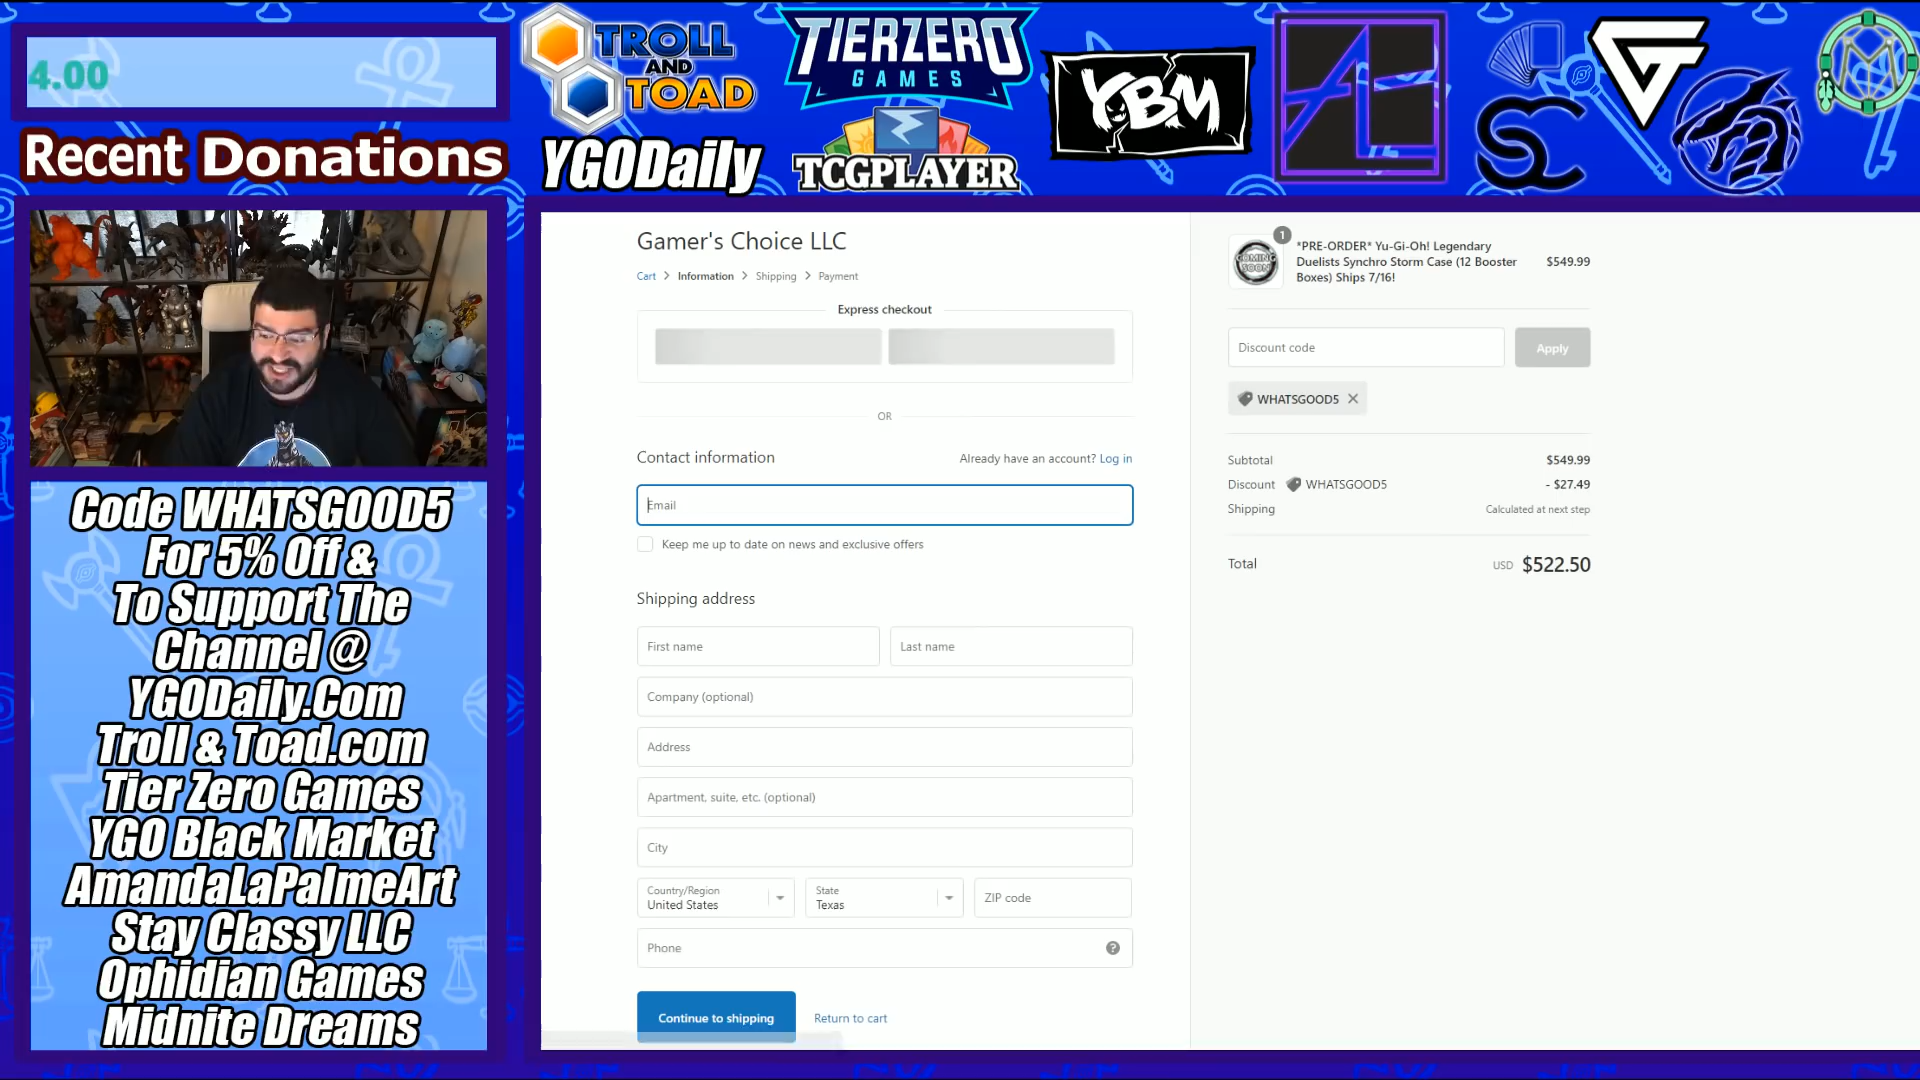 4.00
Recent Donations
TROLL
AND
TOAD
TIERZERO
GAMES
YGODaily
TCGPLAYER
YBM
AL
SC
Gamer's Choice LLC
Cart > Information > Shipping > Payment
Express checkout
OR
Contact information
Already have an account? Log in
Email
Keep me up to date on news and exclusive offers
Shipping address
First name
Last name
Company (optional)
Address
Apartment, suite, etc. (optional)
City
Country/Region
United States
State
Texas
ZIP code
Phone
?
Continue to shipping
Return to cart
1
*PRE-ORDER* Yu-Gi-Oh! Legendary
Duelists Synchro Storm Case (12 Booster
Boxes) Ships 7/16!
$549.99
COMING
SOON
Discount code
Apply
WHATSGOOD5
Subtotal $549.99
Discount WHATSGOOD5 - $27.49
Shipping Calculated at next step
Total USD $522.50
Code WHATSGOOD5
For 5% Off &
To Support The
Channel @
YGODaily.Com
Troll & Toad.com
Tier Zero Games
YGO Black Market
AmandaLaPalmeArt
Stay Classy LLC
Ophidian Games
Midnite Dreams